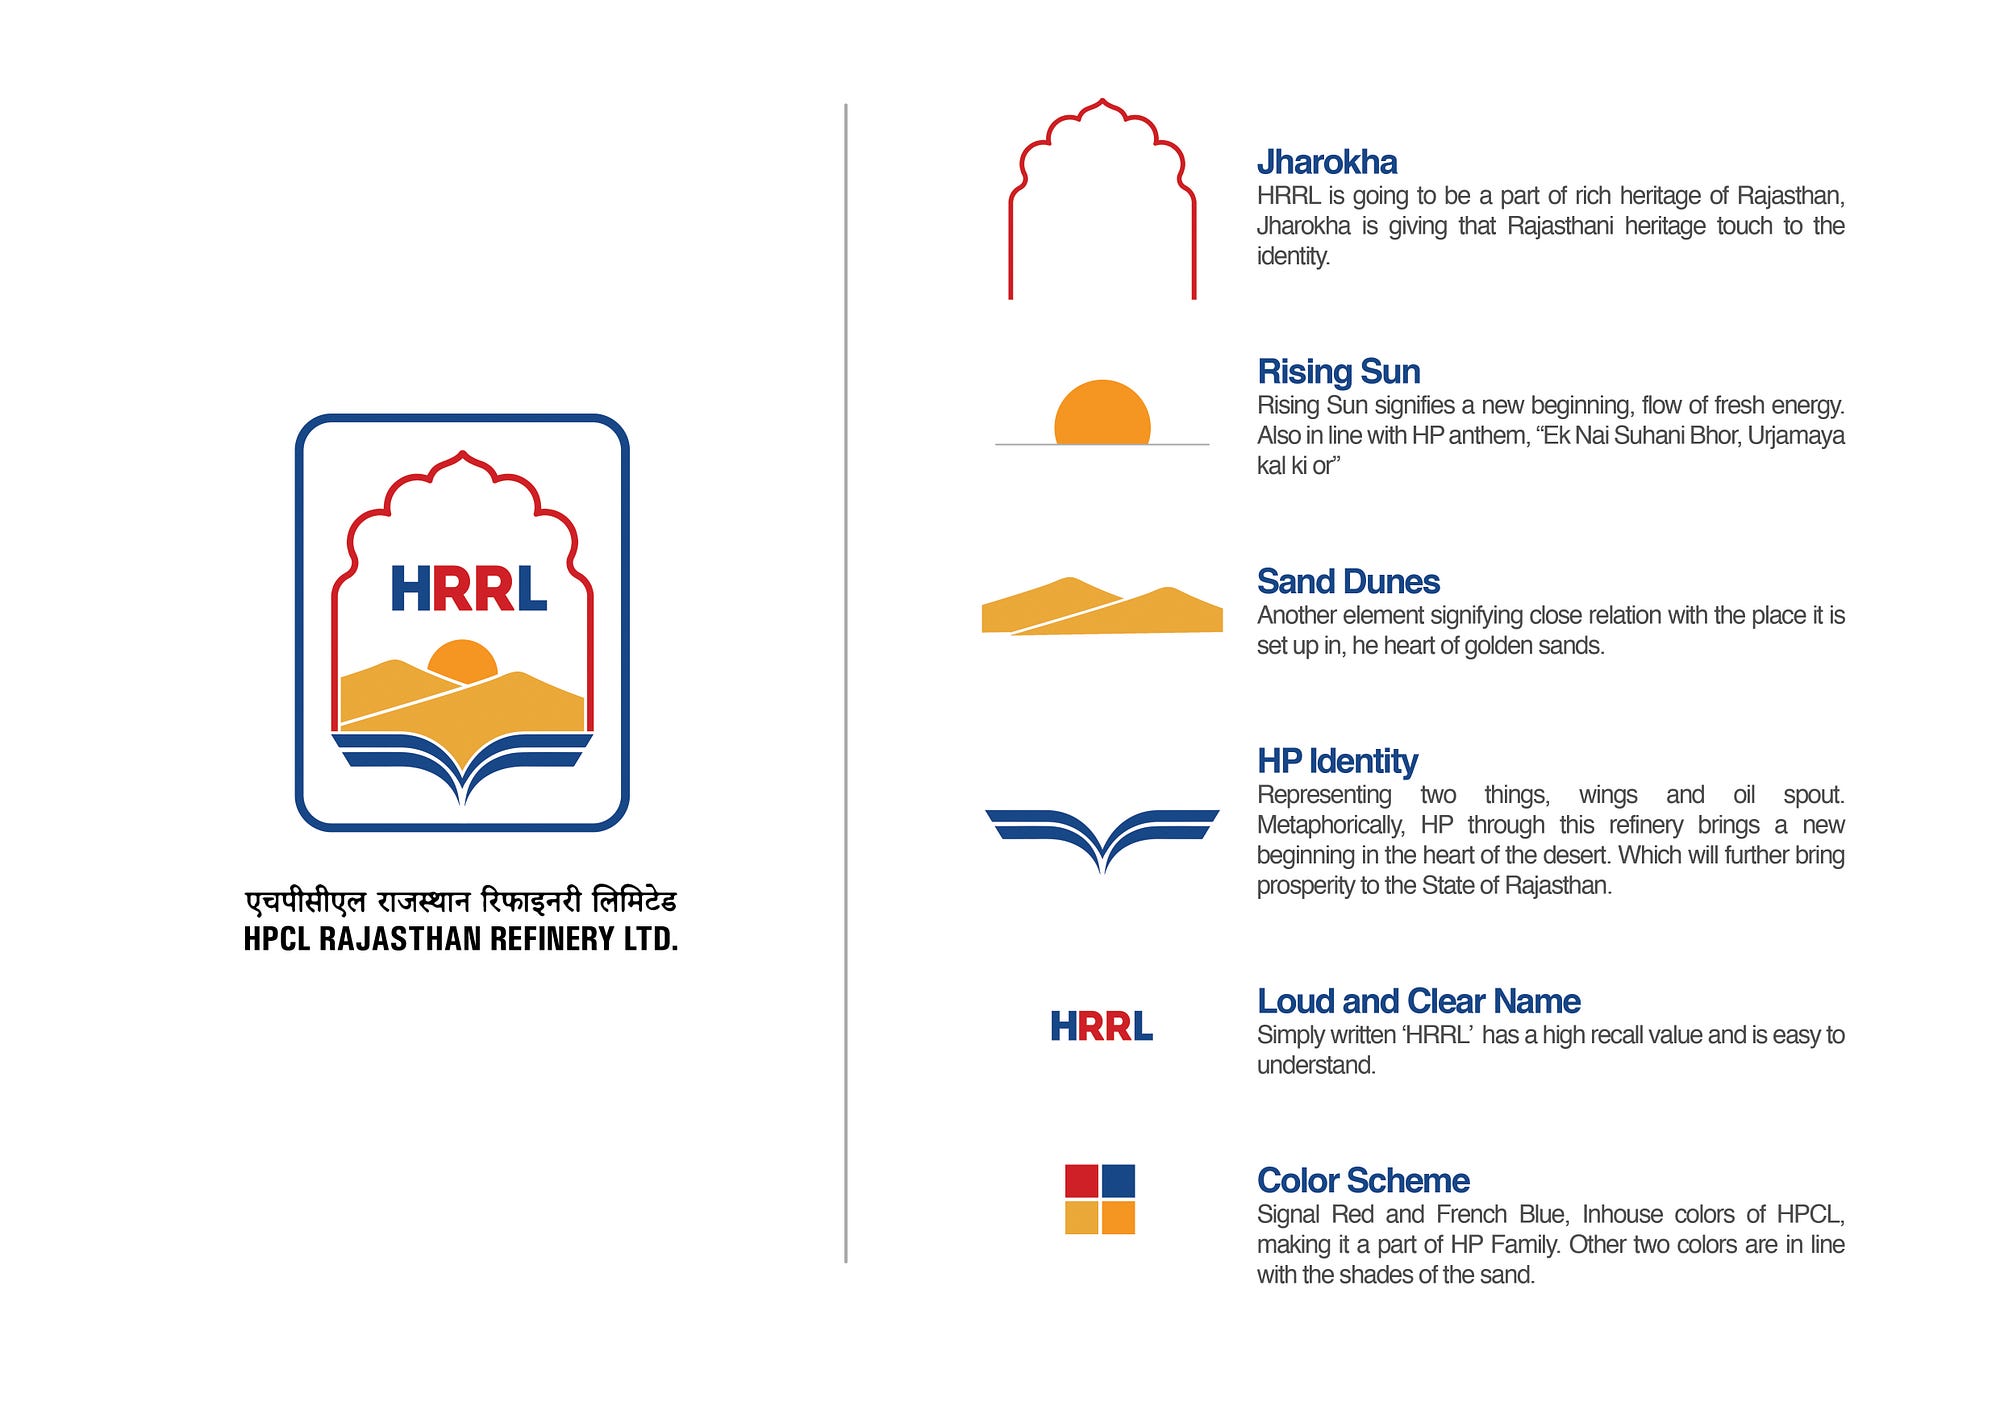 HRRL
एचपीसीएल राजस्थान रिफाइनरी लिमिटेड
HPCL RAJASTHAN REFINERY LTD.
Jharokha
HRRL is going to be a part of rich heritage of Rajasthan,
Jharokha is giving that Rajasthani heritage touch to the
identity.
Rising Sun
Rising Sun signifies a new beginning, flow of fresh energy.
Also in line with HP anthem, “Ek Nai Suhani Bhor, Urjamaya
kal ki or”
Sand Dunes
Another element signifying close relation with the place it is
set up in, he heart of golden sands.
HP Identity
Representing two things, wings and oil spout.
Metaphorically, HP through this refinery brings a new
beginning in the heart of the desert. Which will further bring
prosperity to the State of Rajasthan.
HRRL
Loud and Clear Name
Simply written ‘HRRL’ has a high recall value and is easy to
understand.
Color Scheme
Signal Red and French Blue, Inhouse colors of HPCL,
making it a part of HP Family. Other two colors are in line
with the shades of the sand.